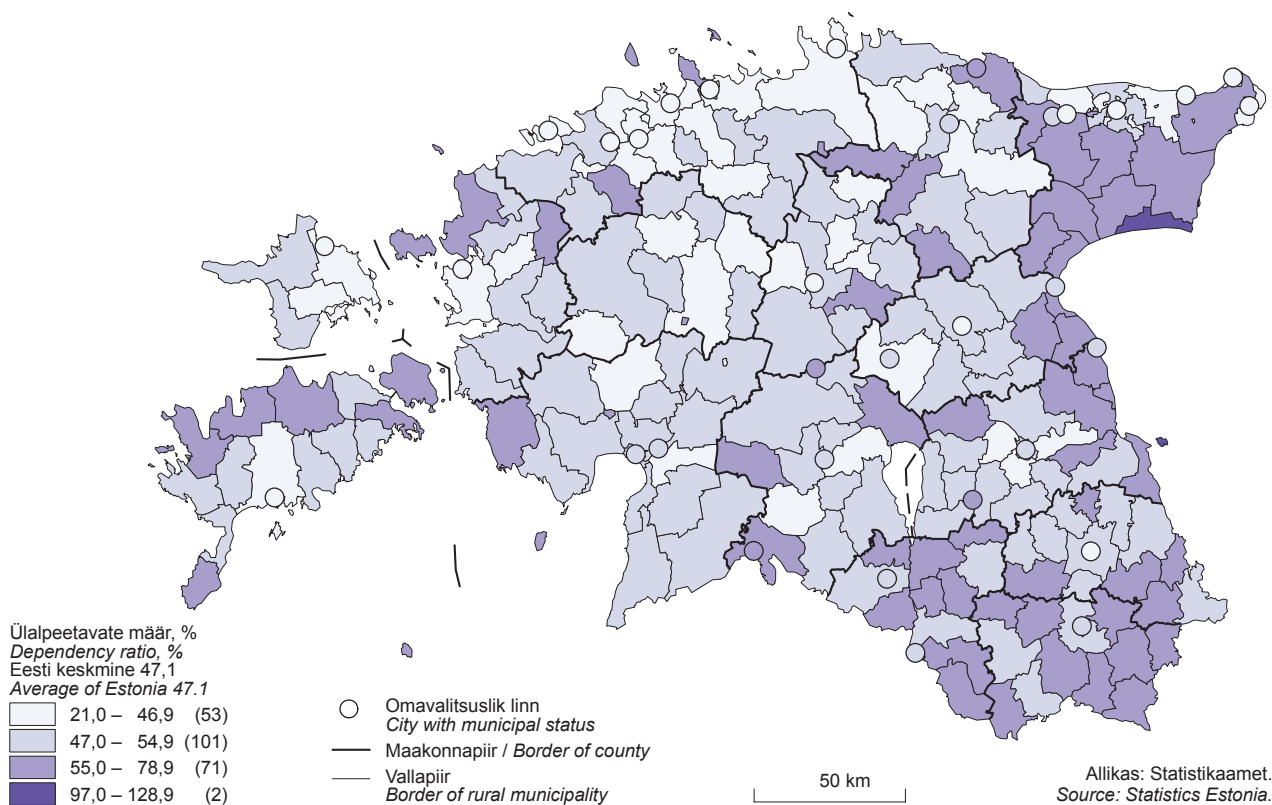 Ülalpeetavate määr, %
Dependency ratio, %
Eesti keskmine 47,1
Average of Estonia 47.1
21,0 – 46,9 (53)
47,0 – 54,9 (101)
55,0 – 78,9 (71)
97,0 – 128,9 (2)
Omavalitsuslik linn
City with municipal status
Maakonnapiir / Border of county
Vallapiir
Border of rural municipality
50 km
Allikas: Statistikaamet.
Source: Statistics Estonia.